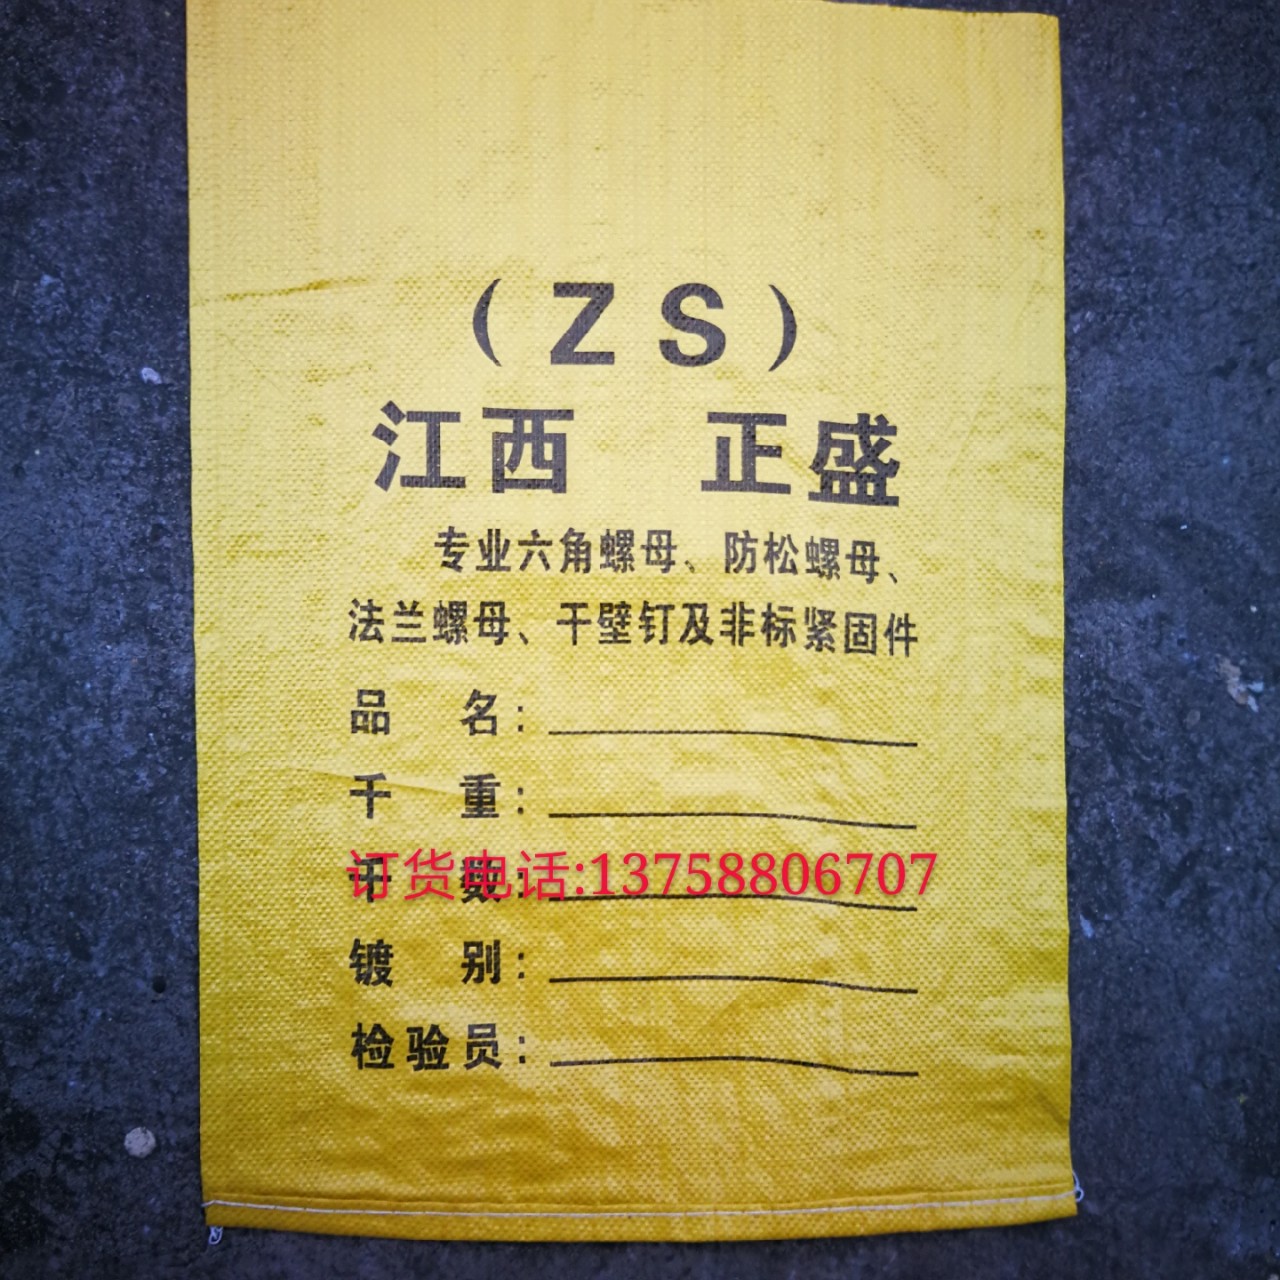 （ZS）
江西 正盛
专业六角螺母、防松螺母、
法兰螺母、干壁钉及非标紧固件
品 名：
千 重：
千 数：
订货电话:13758806707
镀 别：
检验员：